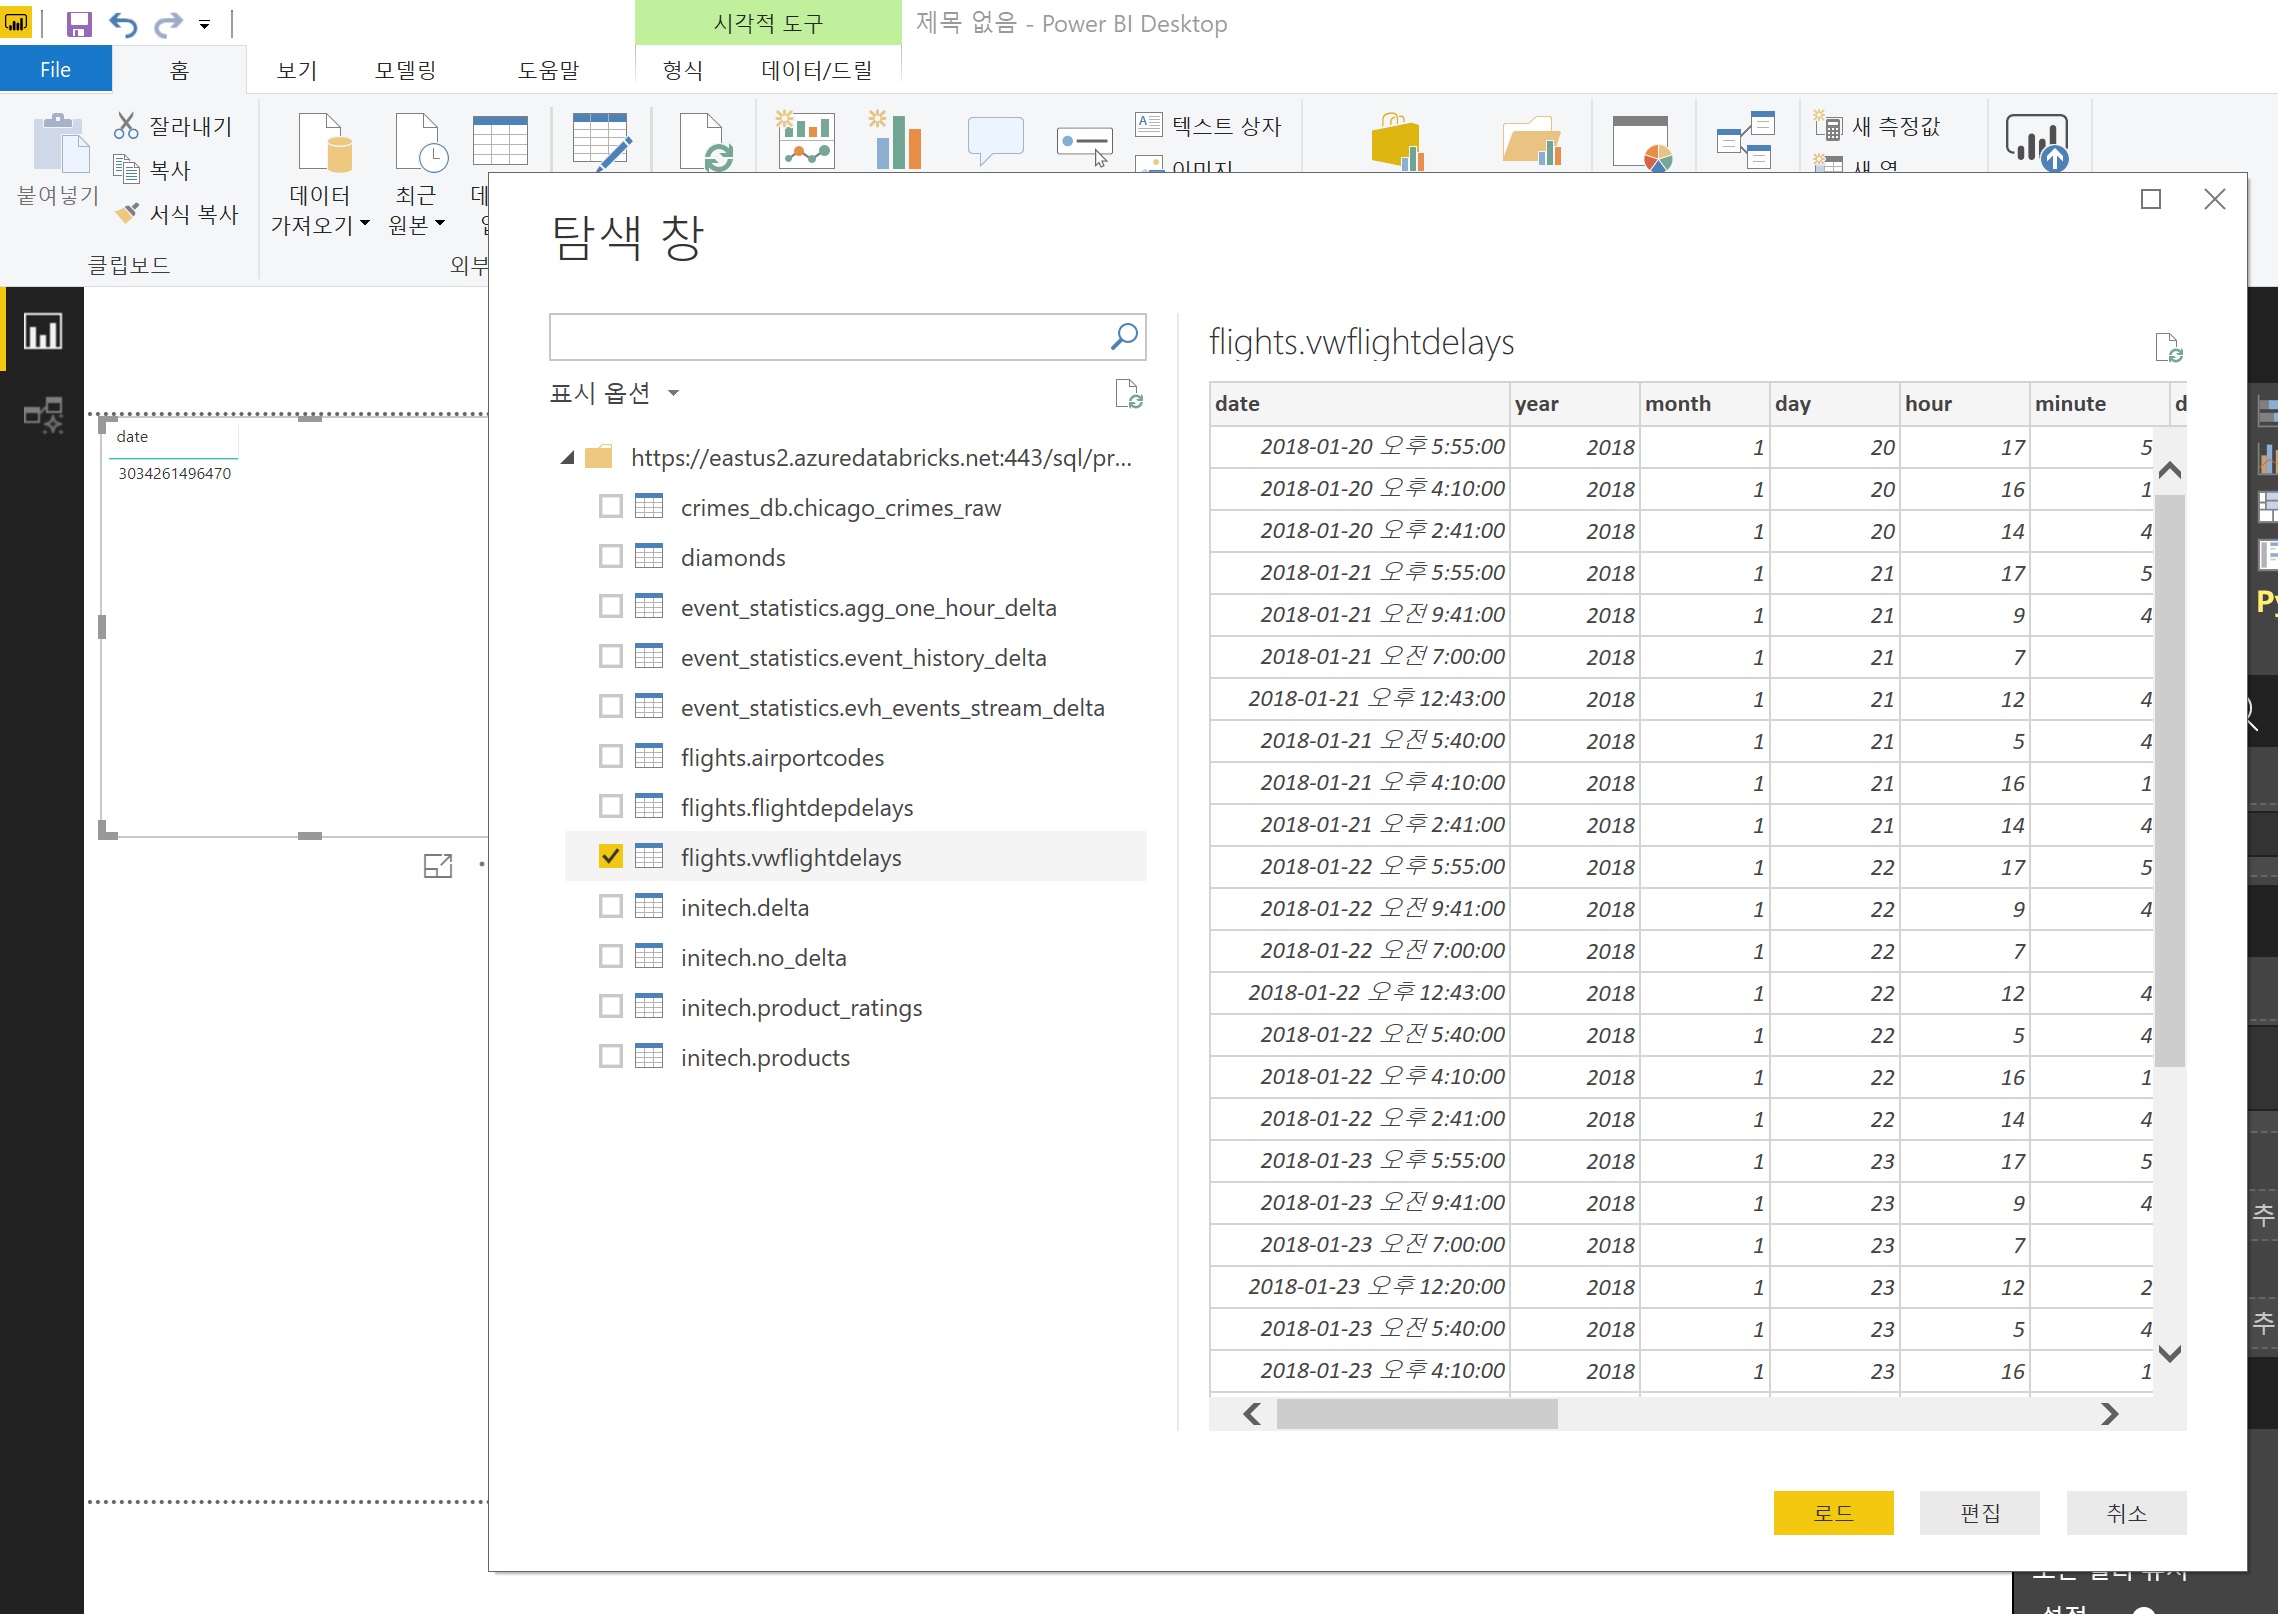 시각적 도구
제목 없음 - Power BI Desktop
File 홈 보기 모델링 도움말 형식 데이터/드릴
붙여넣기
잘라내기
복사
서식 복사
클립보드
데이터
가져오기
최근
원본
외부
텍스트 상자
이미지
새 측정값
새 열
date
3034261496470
탐색 창
표시 옵션
https://eastus2.azuredatabricks.net:443/sql/pr...
crimes_db.chicago_crimes_raw
diamonds
event_statistics.agg_one_hour_delta
event_statistics.event_history_delta
event_statistics.evh_events_stream_delta
flights.airportcodes
flights.flightdepdelays
flights.vwflightdelays
initech.delta
initech.no_delta
initech.product_ratings
initech.products
flights.vwflightdelays
date year month day hour minute d
2018-01-20 오후 5:55:00 2018 1 20 17 5
2018-01-20 오후 4:10:00 2018 1 20 16 1
2018-01-20 오후 2:41:00 2018 1 20 14 4
2018-01-21 오후 5:55:00 2018 1 21 17 5
2018-01-21 오전 9:41:00 2018 1 21 9 4
2018-01-21 오전 7:00:00 2018 1 21 7
2018-01-21 오후 12:43:00 2018 1 21 12 4
2018-01-21 오전 5:40:00 2018 1 21 5 4
2018-01-21 오후 4:10:00 2018 1 21 16 1
2018-01-21 오후 2:41:00 2018 1 21 14 4
2018-01-22 오후 5:55:00 2018 1 22 17 5
2018-01-22 오전 9:41:00 2018 1 22 9 4
2018-01-22 오전 7:00:00 2018 1 22 7
2018-01-22 오후 12:43:00 2018 1 22 12 4
2018-01-22 오전 5:40:00 2018 1 22 5 4
2018-01-22 오후 4:10:00 2018 1 22 16 1
2018-01-22 오후 2:41:00 2018 1 22 14 4
2018-01-23 오후 5:55:00 2018 1 23 17 5
2018-01-23 오전 9:41:00 2018 1 23 9 4
2018-01-23 오전 7:00:00 2018 1 23 7
2018-01-23 오후 12:20:00 2018 1 23 12 2
2018-01-23 오전 5:40:00 2018 1 23 5 4
2018-01-23 오후 4:10:00 2018 1 23 16 1
로드 편집 취소
Py
추
추